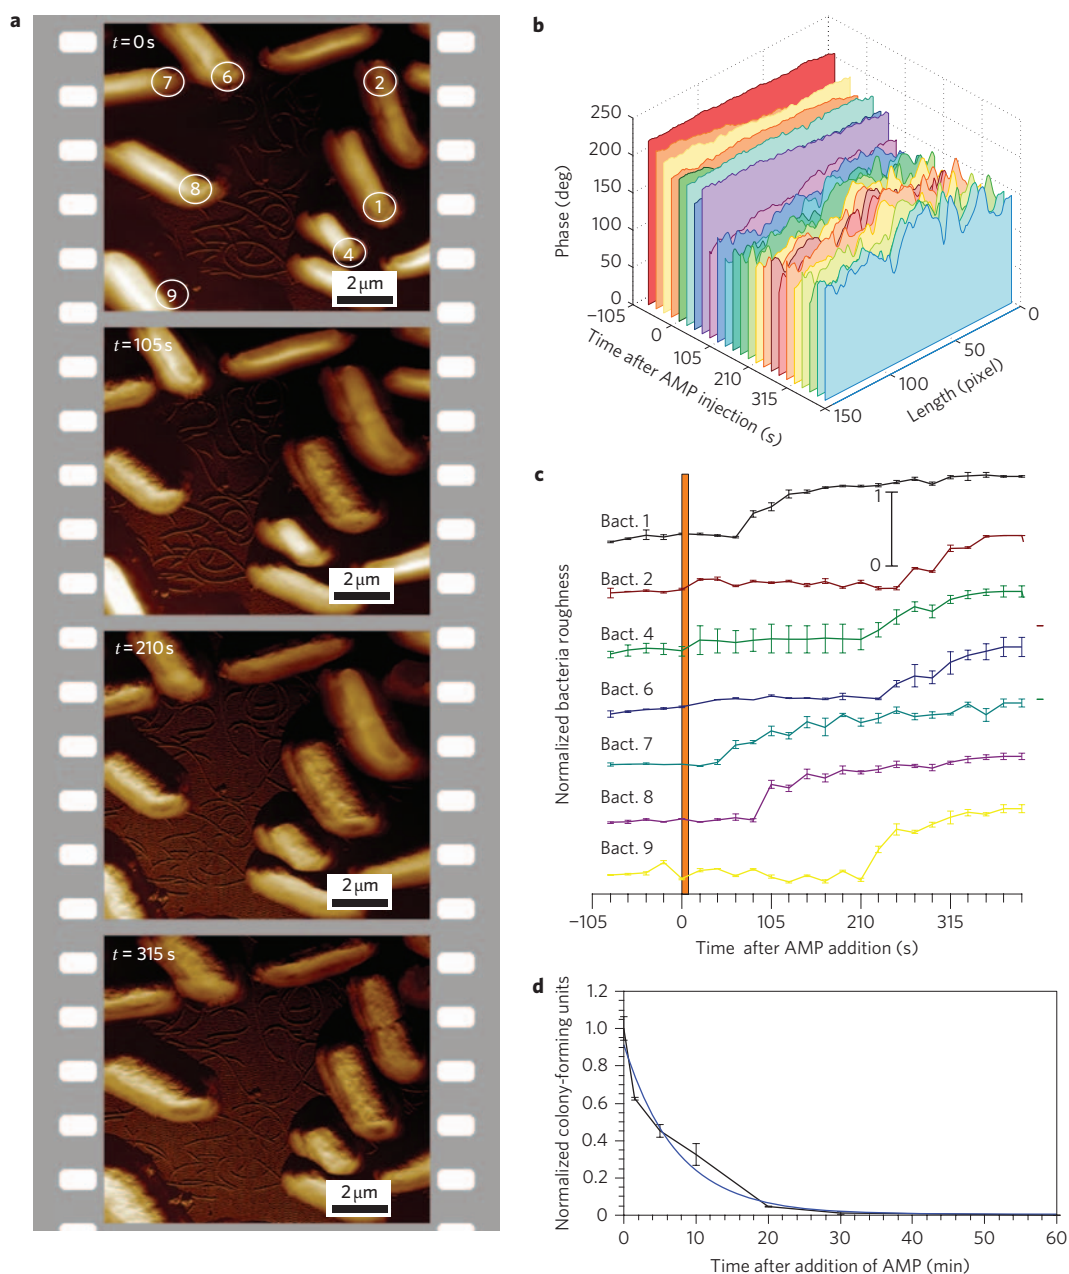 a
t = 0 s
7
6
2
8
1
4
9
2 µm
t = 105 s
2 µm
t = 210 s
2 µm
t = 315 s
2 µm
b
250
200
150
100
50
0
Phase (deg)
−105
0
105
210
315
Time after AMP injection (s)
150
100
50
0
Length (pixel)
c
Normalized bacteria roughness
Bact. 1
1
0
Bact. 2
Bact. 4
Bact. 6
Bact. 7
Bact. 8
Bact. 9
−105 0 105 210 315
Time after AMP addition (s)
d
Normalized colony-forming units
1.2
1.0
0.8
0.6
0.4
0.2
0
0 10 20 30 40 50 60
Time after addition of AMP (min)